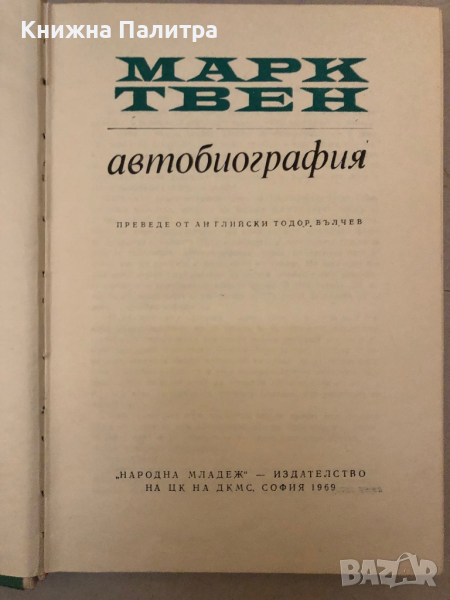 Книжна Палитра
МАРК
ТВЕН
автобиография
ПРЕВЕДЕ ОТ АНГЛИЙСКИ ТОДОР ВЪЛЧЕВ
„НАРОДНА МЛАДЕЖ“ — ИЗДАТЕЛСТВО
НА ЦК НА ДКМС, СОФИЯ 1969
BAZAR